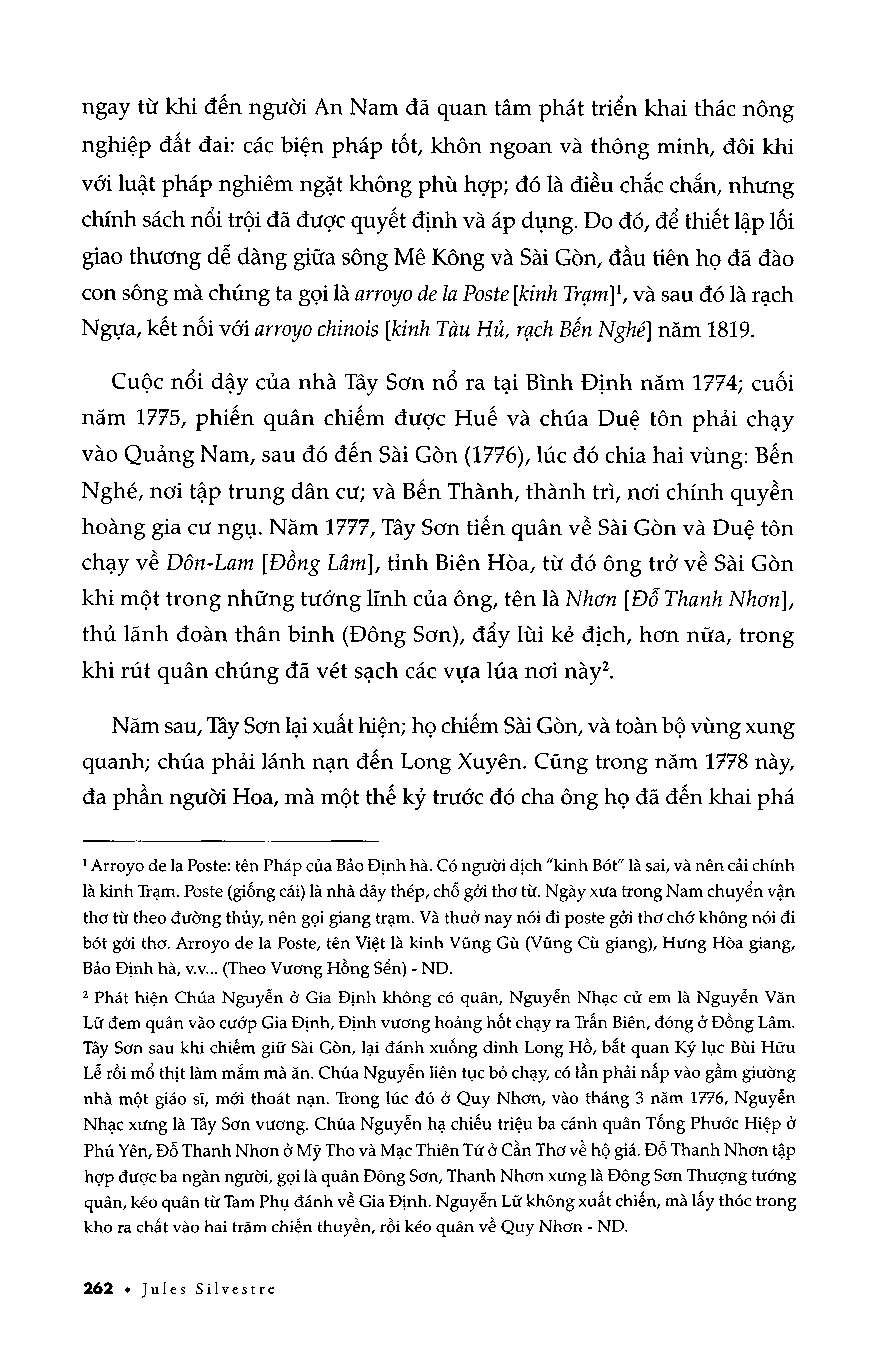 ngay từ khi đến người An Nam đã quan tâm phát triển khai thác nông
nghiệp đất đai: các biện pháp tốt, khôn ngoan và thông minh, đôi khi
với luật pháp nghiêm ngặt không phù hợp; đó là điều chắc chắn, nhưng
chính sách nổi trội đã được quyết định và áp dụng. Do đó, để thiết lập lối
giao thương dễ dàng giữa sông Mê Kông và Sài Gòn, đầu tiên họ đã đào
con sông mà chúng ta gọi là arroyo de la Poste [kinh Trạm]¹, và sau đó là rạch
Ngựa, kết nối với arroyo chinois [kinh Tàu Hủ, rạch Bến Nghé] năm 1819.
Cuộc nổi dậy của nhà Tây Sơn nổ ra tại Bình Định năm 1774; cuối
năm 1775, phiến quân chiếm được Huế và chúa Duệ tôn phải chạy
vào Quảng Nam, sau đó đến Sài Gòn (1776), lúc đó chia hai vùng: Bến
Nghé, nơi tập trung dân cư; và Bến Thành, thành trì, nơi chính quyền
hoàng gia cư ngụ. Năm 1777, Tây Sơn tiến quân về Sài Gòn và Duệ tôn
chạy về Dôn-Lam [Đồng Lâm], tỉnh Biên Hòa, từ đó ông trở về Sài Gòn
khi một trong những tướng lĩnh của ông, tên là Nhơn [Đỗ Thanh Nhơn],
thủ lãnh đoàn thân binh (Đông Sơn), đẩy lùi kẻ địch, hơn nữa, trong
khi rút quân chúng đã vét sạch các vựa lúa nơi này².
Năm sau, Tây Sơn lại xuất hiện; họ chiếm Sài Gòn, và toàn bộ vùng xung
quanh; chúa phải lánh nạn đến Long Xuyên. Cũng trong năm 1778 này,
đa phần người Hoa, mà một thế kỷ trước đó cha ông họ đã đến khai phá
¹ Arroyo de la Poste: tên Pháp của Bảo Định hà. Có người dịch "kinh Bót" là sai, và nên cải chính
là kinh Trạm. Poste (giống cái) là nhà dây thép, chỗ gởi thơ từ. Ngày xưa trong Nam chuyển vận
thơ từ theo đường thủy, nên gọi giang trạm. Và thuở nay nói đi poste gởi thơ chớ không nói đi
bót gởi thơ. Arroyo de la Poste, tên Việt là kinh Vũng Gù (Vũng Cù giang), Hưng Hòa giang,
Bảo Định hà, v.v... (Theo Vương Hồng Sển) - ND.
² Phát hiện Chúa Nguyễn ở Gia Định không có quân, Nguyễn Nhạc cử em là Nguyễn Văn
Lữ đem quân vào cướp Gia Định, Định vương hoảng hốt chạy ra Trấn Biên, đóng ở Đồng Lâm.
Tây Sơn sau khi chiếm giữ Sài Gòn, lại đánh xuống dinh Long Hồ, bắt quan Ký lục Bùi Hữu
Lễ rồi mổ thịt làm mắm mà ăn. Chúa Nguyễn liên tục bỏ chạy, có lần phải nấp vào gầm giường
nhà một giáo sĩ, mới thoát nạn. Trong lúc đó ở Quy Nhơn, vào tháng 3 năm 1776, Nguyễn
Nhạc xưng là Tây Sơn vương. Chúa Nguyễn hạ chiếu triệu ba cánh quân Tống Phước Hiệp ở
Phú Yên, Đỗ Thanh Nhơn ở Mỹ Tho và Mạc Thiên Tứ ở Cần Thơ về hộ giá. Đỗ Thanh Nhơn tập
hợp được ba ngàn người, gọi là quân Đông Sơn, Thanh Nhơn xưng là Đông Sơn Thượng tướng
quân, kéo quân từ Tam Phụ đánh về Gia Định. Nguyễn Lữ không xuất chiến, mà lấy thóc trong
kho ra chất vào hai trăm chiến thuyền, rồi kéo quân về Quy Nhơn - ND.
262 • Jules Silvestre